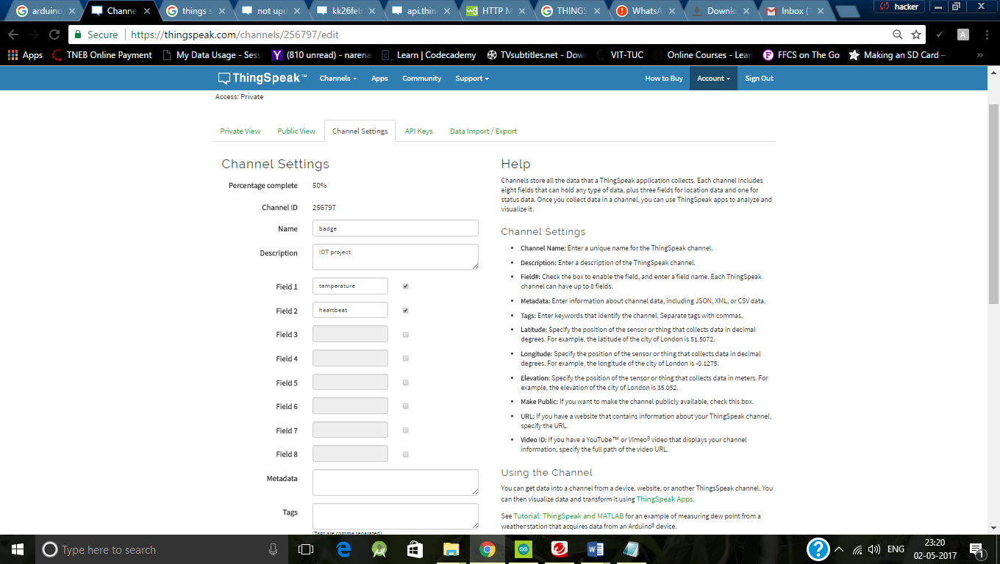 arduino
Channe
things s
not upd
kk26feb
api.thin
HTTP M
THINGS
WhatsA
Downlo
Inbox (
hacker
Secure https://thingspeak.com/channels/256797/edit
Apps TNEB Online Payment My Data Usage - Sess (810 unread) - narena Learn | Codecademy TVsubtitles.net - Dow VIT-TUC Online Courses - Lear FFCS on The Go Making an SD Card – »
ThingSpeak™ Channels Apps Community Support How to Buy Account Sign Out
Access: Private
Private View Public View Channel Settings API Keys Data Import / Export
Channel Settings
Percentage complete 50%
Channel ID 256797
Name badge
Description IOT project
Field 1 temperature
Field 2 heartbeat
Field 3
Field 4
Field 5
Field 6
Field 7
Field 8
Metadata
Tags
(Tags are comma separated)
Help
Channels store all the data that a ThingSpeak application collects. Each channel includes
eight fields that can hold any type of data, plus three fields for location data and one for
status data. Once you collect data in a channel, you can use ThingSpeak apps to analyze and
visualize it.
Channel Settings
• Channel Name: Enter a unique name for the ThingSpeak channel.
• Description: Enter a description of the ThingSpeak channel.
• Field#: Check the box to enable the field, and enter a field name. Each ThingSpeak
channel can have up to 8 fields.
• Metadata: Enter information about channel data, including JSON, XML, or CSV data.
• Tags: Enter keywords that identify the channel. Separate tags with commas.
• Latitude: Specify the position of the sensor or thing that collects data in decimal
degrees. For example, the latitude of the city of London is 51.5072.
• Longitude: Specify the position of the sensor or thing that collects data in decimal
degrees. For example, the longitude of the city of London is -0.1275.
• Elevation: Specify the position of the sensor or thing that collects data in meters. For
example, the elevation of the city of London is 35.052.
• Make Public: If you want to make the channel publicly available, check this box.
• URL: If you have a website that contains information about your ThingSpeak channel,
specify the URL.
• Video ID: If you have a YouTube™ or Vimeo® video that displays your channel
information, specify the full path of the video URL.
Using the Channel
You can get data into a channel from a device, website, or another ThingsSpeak channel. You
can then visualize data and transform it using ThingSpeak Apps.
See Tutorial: ThingSpeak and MATLAB for an example of measuring dew point from a
weather station that acquires data from an Arduino® device.
Type here to search
ENG
23:20
02-05-2017
1